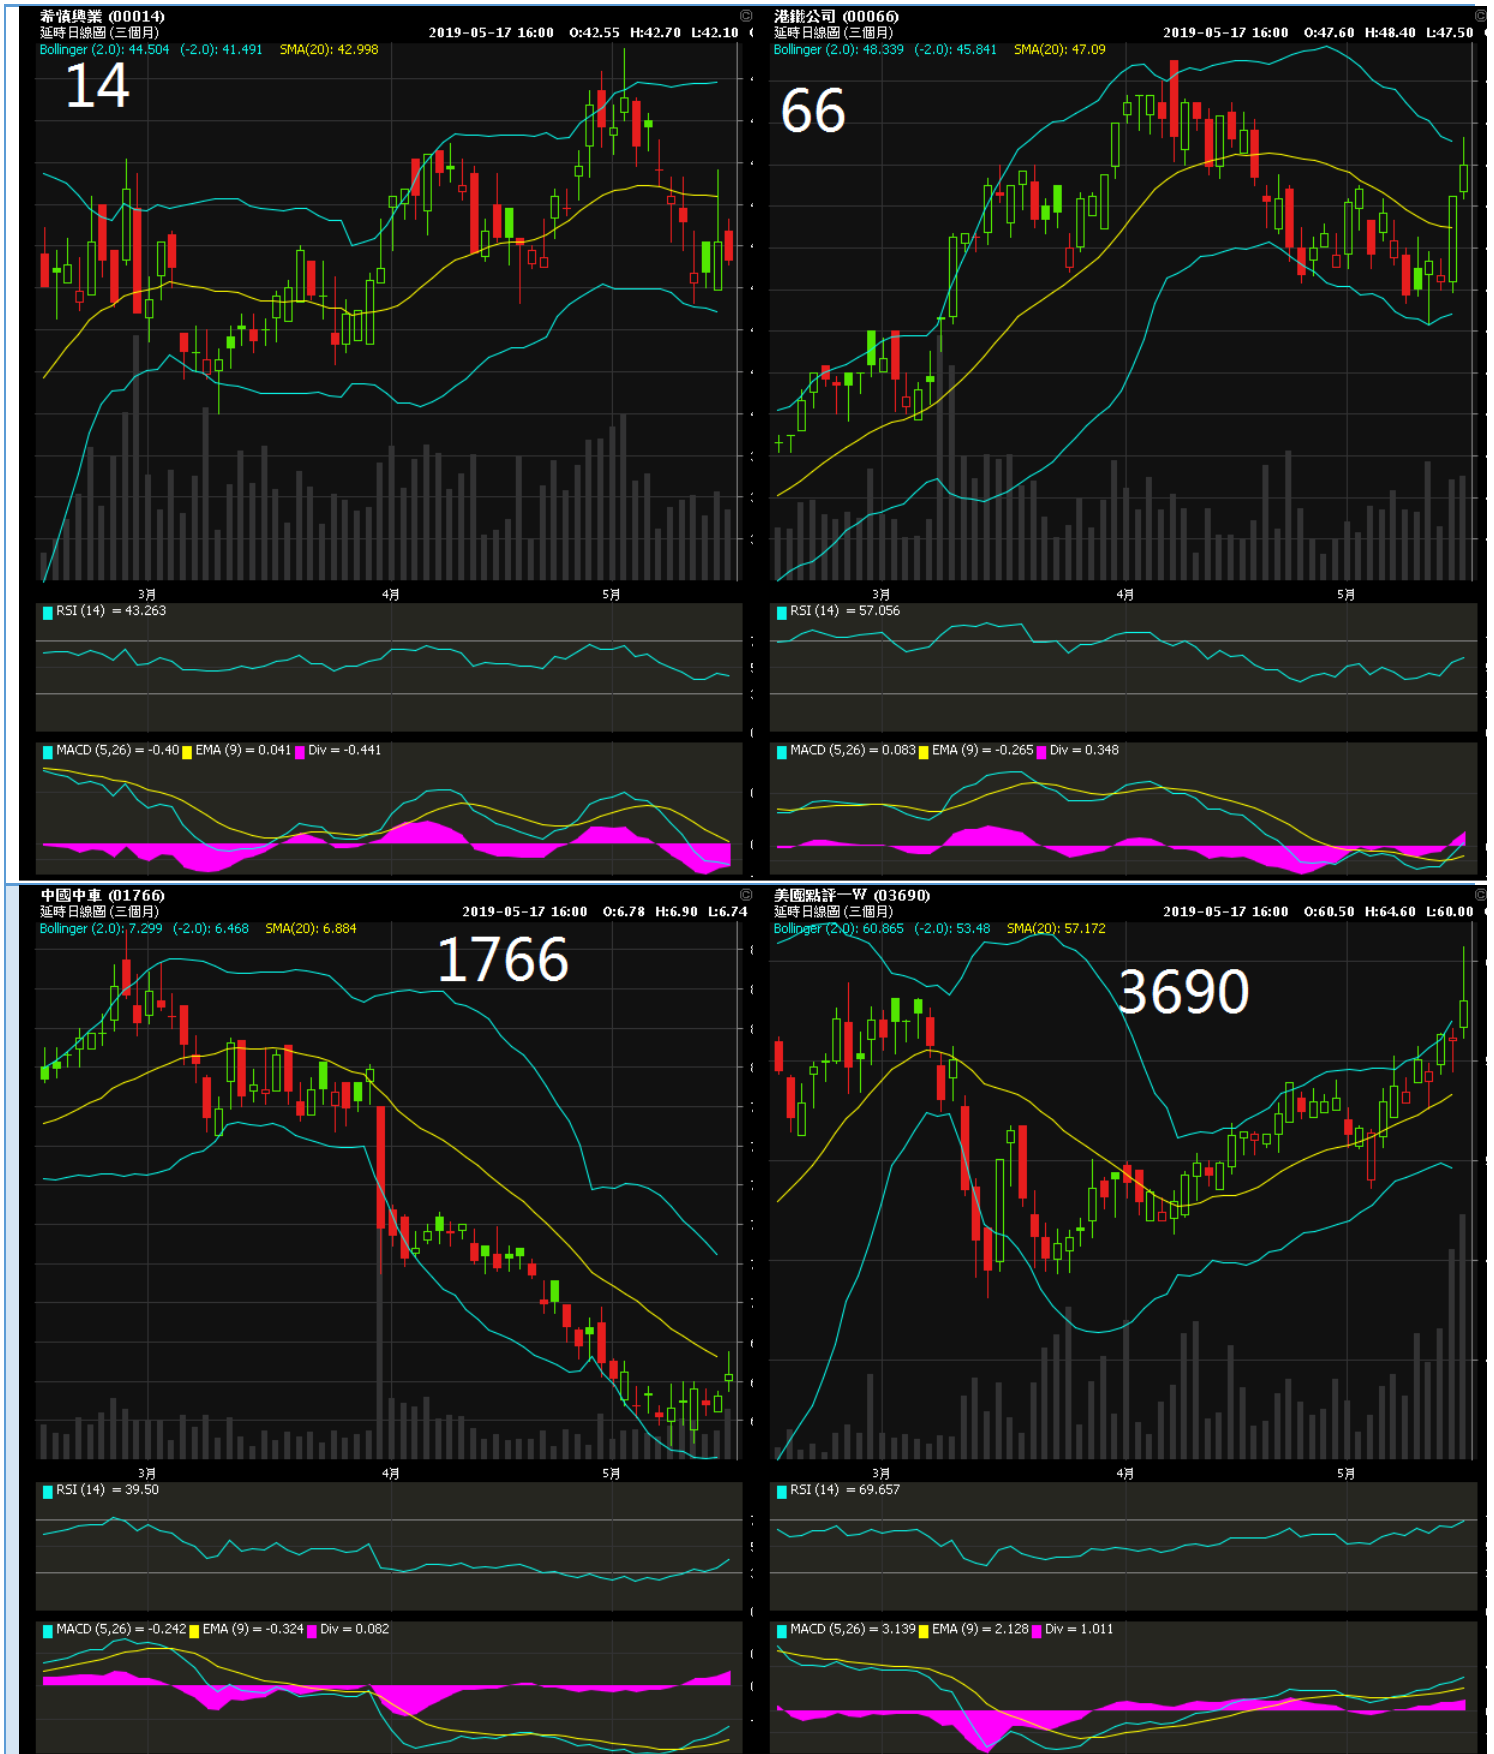 希慎興業 (00014)
延時日線圖 (三個月) 2019-05-17 16:00 O:42.55 H:42.70 L:42.10
Bollinger (2.0): 44.504 (-2.0): 41.491 SMA(20): 42.998
14
3月 4月 5月
RSI (14) = 43.263
MACD (5,26) = -0.40 EMA (9) = 0.041 Div = -0.441
港鐵公司 (00066)
延時日線圖 (三個月) 2019-05-17 16:00 O:47.60 H:48.40 L:47.50
Bollinger (2.0): 48.339 (-2.0): 45.841 SMA(20): 47.09
66
3月 4月 5月
RSI (14) = 57.056
MACD (5,26) = 0.083 EMA (9) = -0.265 Div = 0.348
中國中車 (01766)
延時日線圖 (三個月) 2019-05-17 16:00 O:6.78 H:6.90 L:6.74
Bollinger (2.0): 7.299 (-2.0): 6.468 SMA(20): 6.884
1766
3月 4月 5月
RSI (14) = 39.50
MACD (5,26) = -0.242 EMA (9) = -0.324 Div = 0.082
美團點評－W (03690)
延時日線圖 (三個月) 2019-05-17 16:00 O:60.50 H:64.60 L:60.00
Bollinger (2.0): 60.865 (-2.0): 53.48 SMA(20): 57.172
3690
3月 4月 5月
RSI (14) = 69.657
MACD (5,26) = 3.139 EMA (9) = 2.128 Div = 1.011